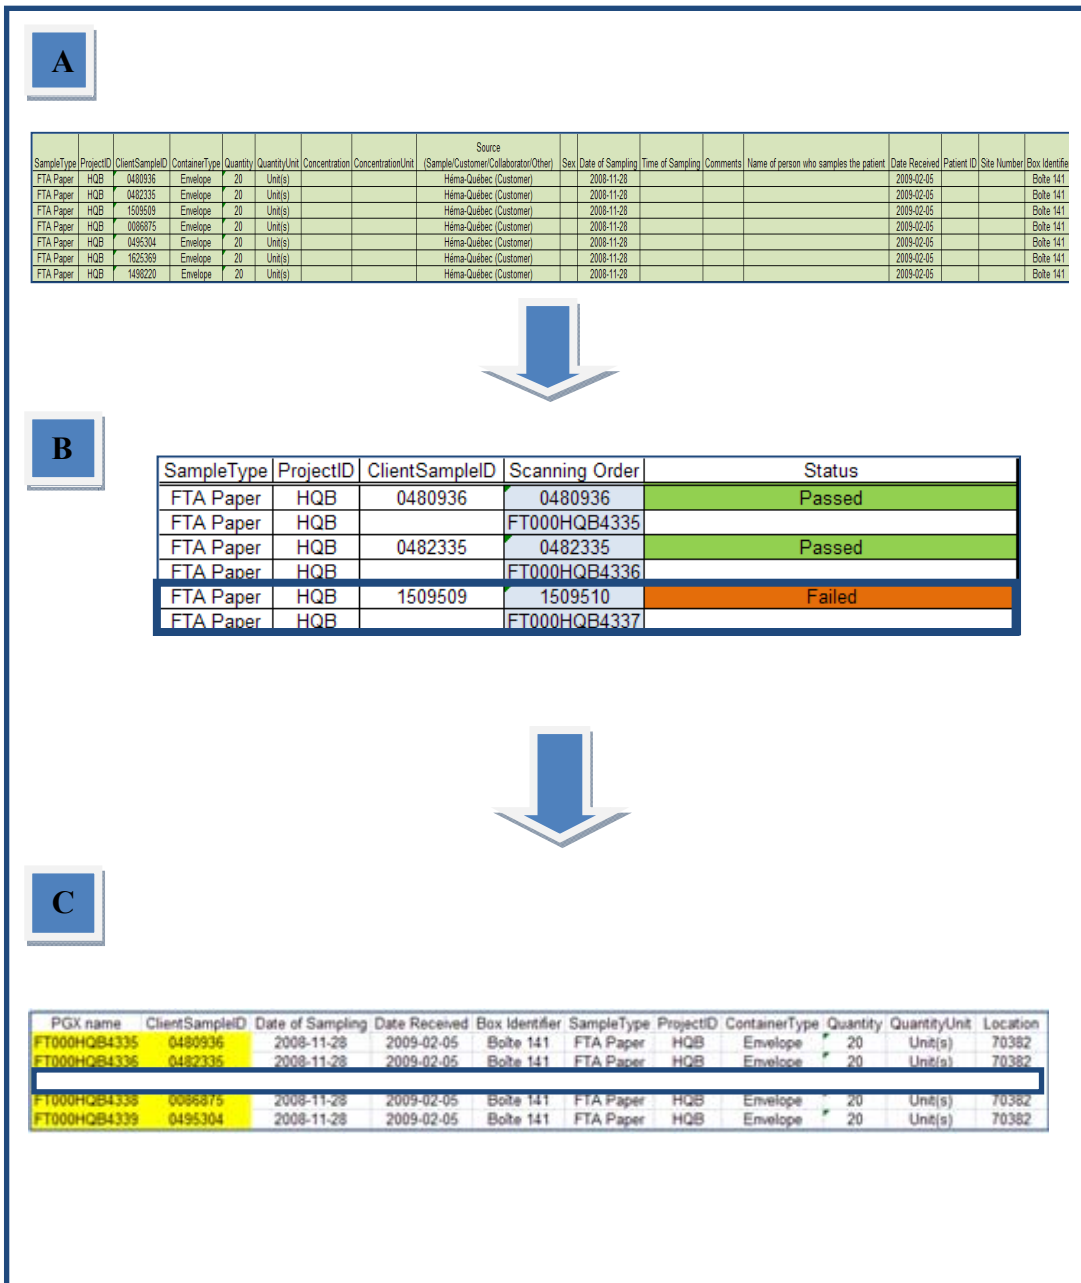 A
Source
SampleType ProjectID ClientSampleID ContainerType Quantity QuantityUnit Concentration ConcentrationUnit (Sample/Customer/Collaborator/Other) Sex Date of Sampling Time of Sampling Comments Name of person who samples the patient Date Received Patient ID Site Number Box Identifie
FTA Paper HQB 0480936 Envelope 20 Unit(s) Héma-Québec (Customer) 2008-11-28 2009-02-05 Boîte 141
FTA Paper HQB 0482335 Envelope 20 Unit(s) Héma-Québec (Customer) 2008-11-28 2009-02-05 Boîte 141
FTA Paper HQB 1509509 Envelope 20 Unit(s) Héma-Québec (Customer) 2008-11-28 2009-02-05 Boîte 141
FTA Paper HQB 0086875 Envelope 20 Unit(s) Héma-Québec (Customer) 2008-11-28 2009-02-05 Boîte 141
FTA Paper HQB 0495304 Envelope 20 Unit(s) Héma-Québec (Customer) 2008-11-28 2009-02-05 Boîte 141
FTA Paper HQB 1625369 Envelope 20 Unit(s) Héma-Québec (Customer) 2008-11-28 2009-02-05 Boîte 141
FTA Paper HQB 1498220 Envelope 20 Unit(s) Héma-Québec (Customer) 2008-11-28 2009-02-05 Boîte 141
B
SampleType ProjectID ClientSampleID Scanning Order Status
FTA Paper HQB 0480936 0480936 Passed
FTA Paper HQB FT000HQB4335
FTA Paper HQB 0482335 0482335 Passed
FTA Paper HQB FT000HQB4336
FTA Paper HQB 1509509 1509510 Failed
FTA Paper HQB FT000HQB4337
C
PGX name ClientSampleID Date of Sampling Date Received Box Identifier SampleType ProjectID ContainerType Quantity QuantityUnit Location
FT000HQB4335 0480936 2008-11-28 2009-02-05 Boîte 141 FTA Paper HQB Envelope 20 Unit(s) 70382
FT000HQB4336 0482335 2008-11-28 2009-02-05 Boîte 141 FTA Paper HQB Envelope 20 Unit(s) 70382
FT000HQB4338 0086875 2008-11-28 2009-02-05 Boîte 141 FTA Paper HQB Envelope 20 Unit(s) 70382
FT000HQB4339 0495304 2008-11-28 2009-02-05 Boîte 141 FTA Paper HQB Envelope 20 Unit(s) 70382